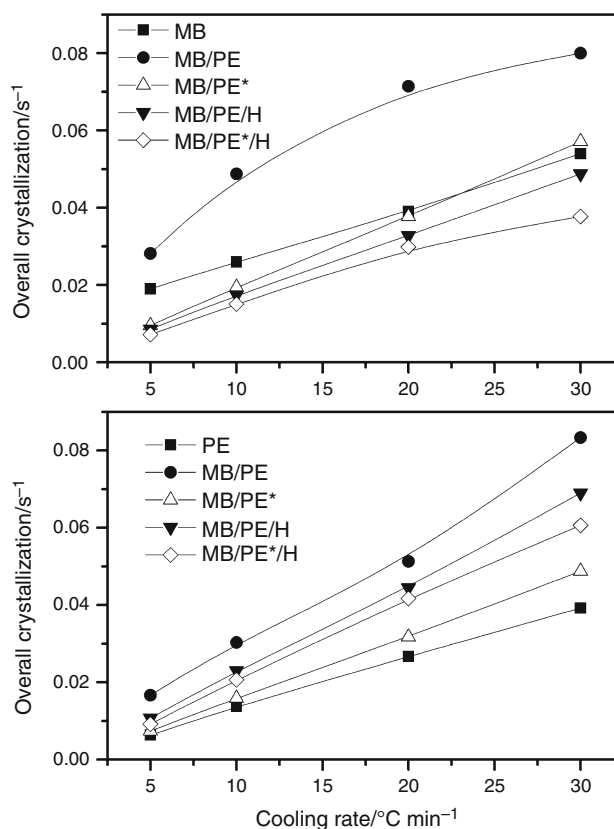 0.08
0.06
0.04
0.02
0.00
Overall crystallization/s⁻¹
MB
MB/PE
MB/PE*
MB/PE/H
MB/PE*/H
5 10 15 20 25 30
0.08
0.06
0.04
0.02
0.00
Overall crystallization/s⁻¹
PE
MB/PE
MB/PE*
MB/PE/H
MB/PE*/H
5 10 15 20 25 30
Cooling rate/°C min⁻¹